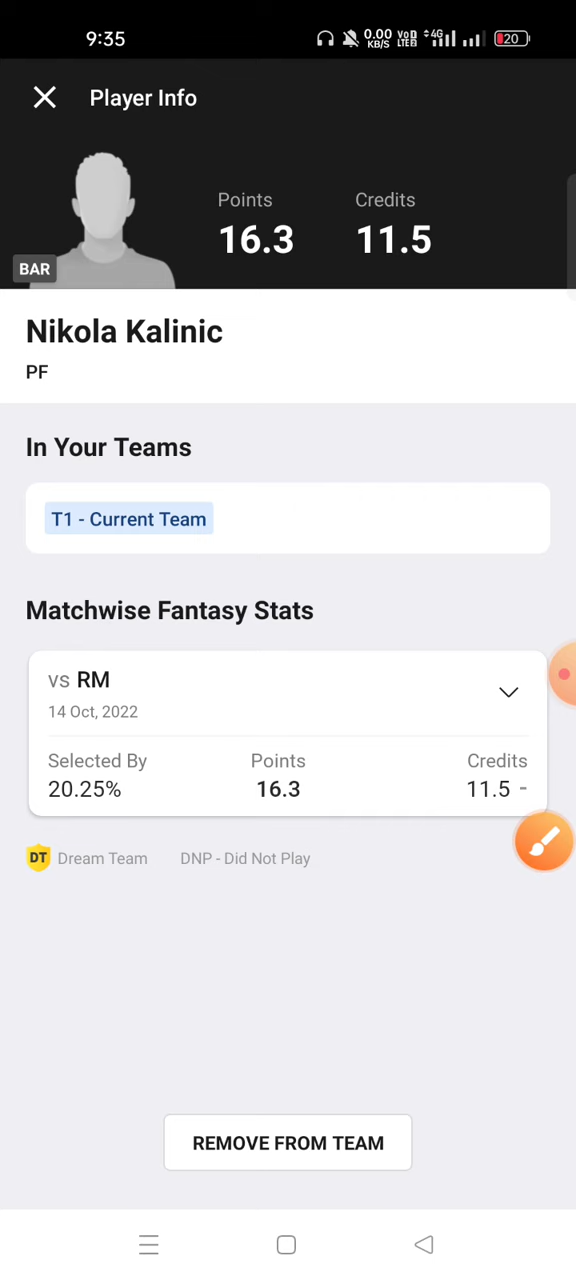 9:35
0.00 KB/S
VoD LTE2
4G
20
Player Info
Points
Credits
16.3
11.5
BAR
Nikola Kalinic
PF
In Your Teams
T1 - Current Team
Matchwise Fantasy Stats
vs RM
14 Oct, 2022
Selected By
Points
Credits
20.25%
16.3
11.5 -
DT Dream Team
DNP - Did Not Play
REMOVE FROM TEAM